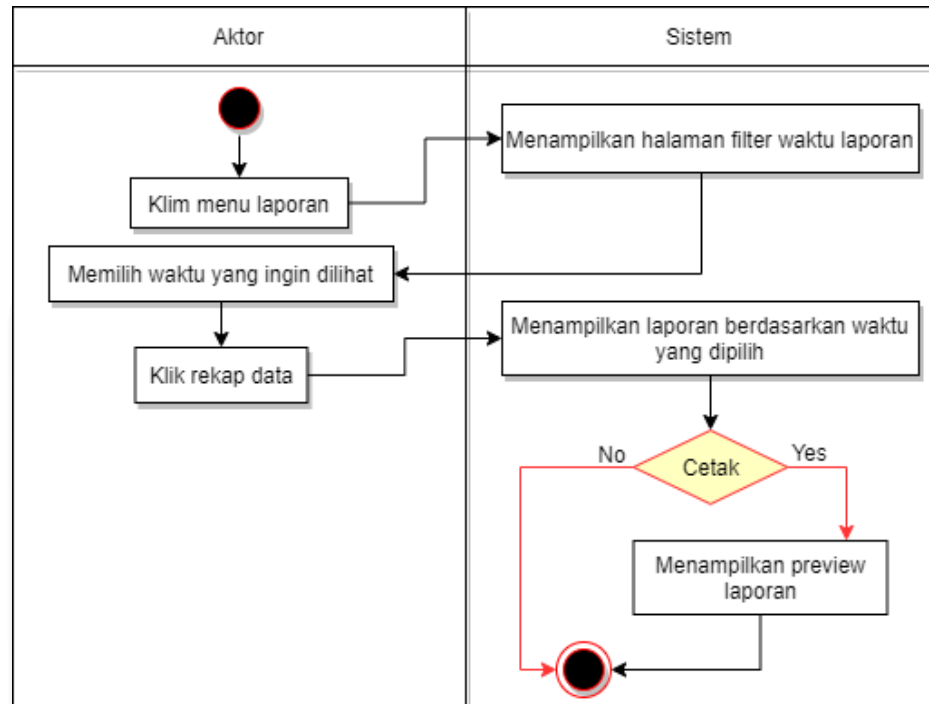 Aktor
Sistem
Menampilkan halaman filter waktu laporan
Klim menu laporan
Memilih waktu yang ingin dilihat
Menampilkan laporan berdasarkan waktu
yang dipilih
Klik rekap data
No
Cetak
Yes
Menampilkan preview
laporan